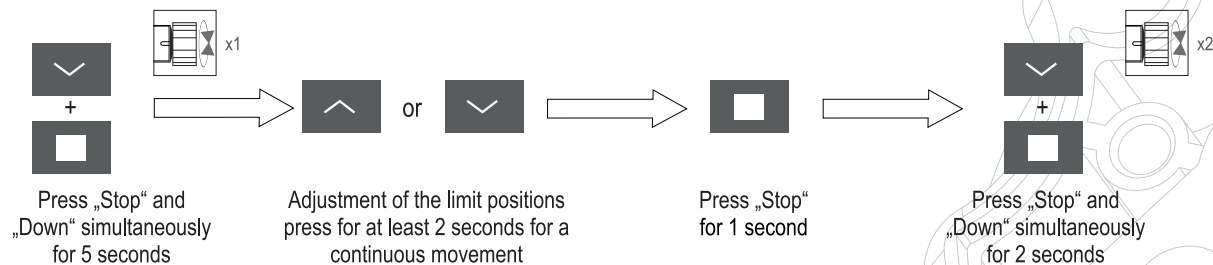 x1
+
or
+
x2
Press „Stop“ and
„Down“ simultaneously
for 5 seconds
Adjustment of the limit positions
press for at least 2 seconds for a
continuous movement
Press „Stop“
for 1 second
Press „Stop“ and
„Down“ simultaneously
for 2 seconds